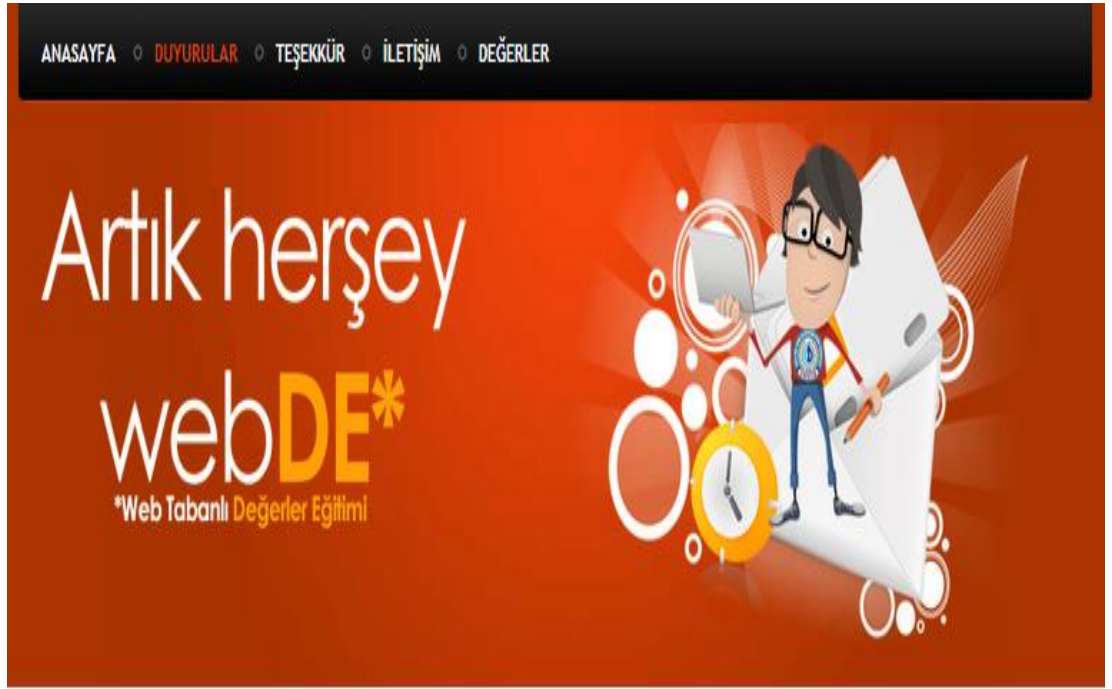 ANASAYFA DUYURULAR TEŞEKKÜR İLETİŞİM DEĞERLER
Artık herşey
webDE*
*Web Tabanlı Değerler Eğitimi